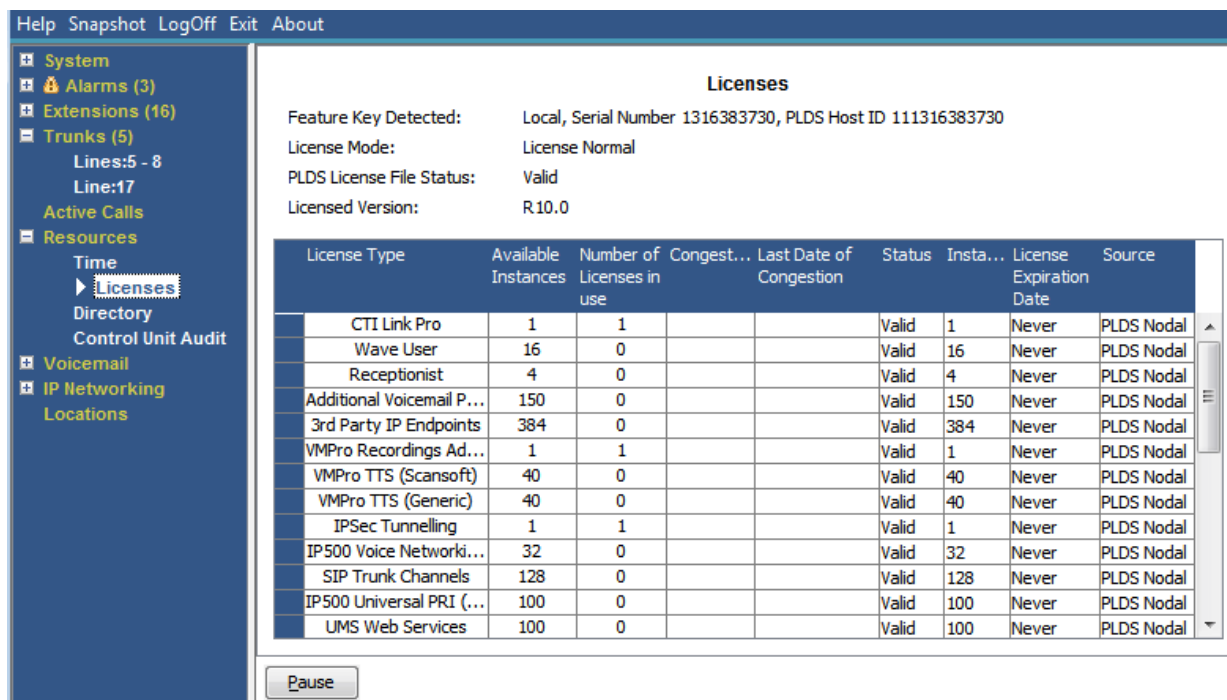 Help Snapshot LogOff Exit About
System
Alarms (3)
Extensions (16)
Trunks (5)
Lines:5 - 8
Line:17
Active Calls
Resources
Time
Licenses
Directory
Control Unit Audit
Voicemail
IP Networking
Locations
Licenses
Feature Key Detected: Local, Serial Number 1316383730, PLDS Host ID 111316383730
License Mode: License Normal
PLDS License File Status: Valid
Licensed Version: R10.0
License Type Available Instances Number of Licenses in use Congest... Last Date of Congestion Status Insta... License Expiration Date Source
CTI Link Pro 1 1 Valid 1 Never PLDS Nodal
Wave User 16 0 Valid 16 Never PLDS Nodal
Receptionist 4 0 Valid 4 Never PLDS Nodal
Additional Voicemail P... 150 0 Valid 150 Never PLDS Nodal
3rd Party IP Endpoints 384 0 Valid 384 Never PLDS Nodal
VMPro Recordings Ad... 1 1 Valid 1 Never PLDS Nodal
VMPro TTS (Scansoft) 40 0 Valid 40 Never PLDS Nodal
VMPro TTS (Generic) 40 0 Valid 40 Never PLDS Nodal
IPSec Tunnelling 1 1 Valid 1 Never PLDS Nodal
IP500 Voice Networki... 32 0 Valid 32 Never PLDS Nodal
SIP Trunk Channels 128 0 Valid 128 Never PLDS Nodal
IP500 Universal PRI (... 100 0 Valid 100 Never PLDS Nodal
UMS Web Services 100 0 Valid 100 Never PLDS Nodal
Pause